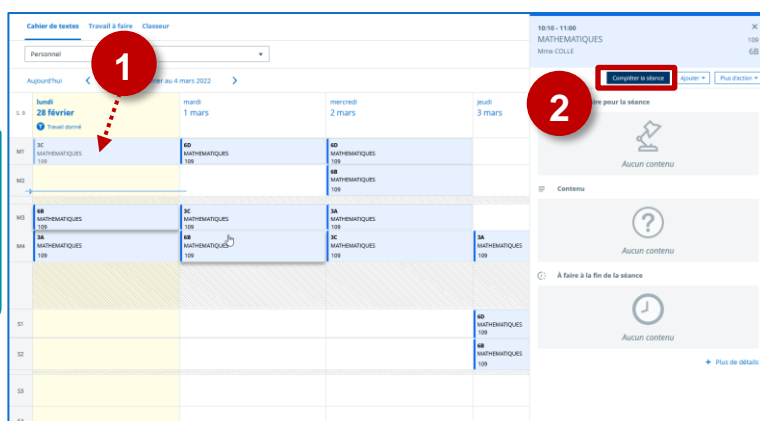 Cahier de textes Travail à faire Classeur
Personnel
Aujourd'hui au 4 mars 2022
1
S. 9
lundi
28 février
Travail donné
mardi
1 mars
mercredi
2 mars
jeudi
3 mars
M1
3C
MATHEMATIQUES
109
6D
MATHEMATIQUES
109
6D
MATHEMATIQUES
109
M2
6B
MATHEMATIQUES
109
M3
6B
MATHEMATIQUES
109
3C
MATHEMATIQUES
109
3A
MATHEMATIQUES
109
M4
3A
MATHEMATIQUES
109
6B
MATHEMATIQUES
109
3C
MATHEMATIQUES
109
3A
MATHEMATIQUES
109
S1
6D
MATHEMATIQUES
109
S2
6B
MATHEMATIQUES
109
S3
10:10 - 11:00
MATHEMATIQUES 109
Mme COLLE 6B
2
Compléter la séance Ajouter Plus d'action
pour la séance
Aucun contenu
Contenu
Aucun contenu
À faire à la fin de la séance
Aucun contenu
+ Plus de détails